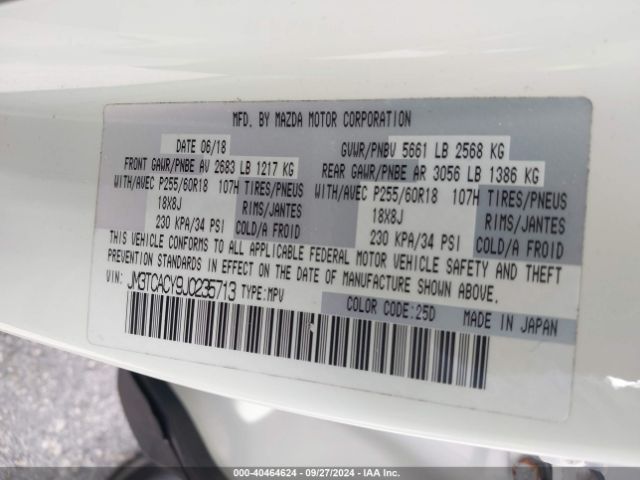 MFD. BY MAZDA MOTOR CORPORATION
DATE 06/18 GVWR/PNBV 5661 LB 2568 KG
FRONT GAWR/PNBE AV 2683 LB 1217 KG REAR GAWR/PNBE AR 3056 LB 1386 KG
WITH/AVEC P255/60R18 107H TIRES/PNEUS WITH/AVEC P255/60R18 107H TIRES/PNEUS
18X8J RIMS/JANTES 18X8J RIMS/JANTES
230 KPA/34 PSI COLD/A FROID 230 KPA/34 PSI COLD/A FROID
THIS VEHICLE CONFORMS TO ALL APPLICABLE FEDERAL MOTOR VEHICLE SAFETY AND THEFT
PREVENTION STANDARDS IN EFFECT ON THE DATE OF MANUFACTURE SHOWN ABOVE.
VIN: JM3TCACY9J0235713 TYPE:MPV
COLOR CODE:25D MADE IN JAPAN
000-40464624 | 09/27/2024 | IAA Inc.